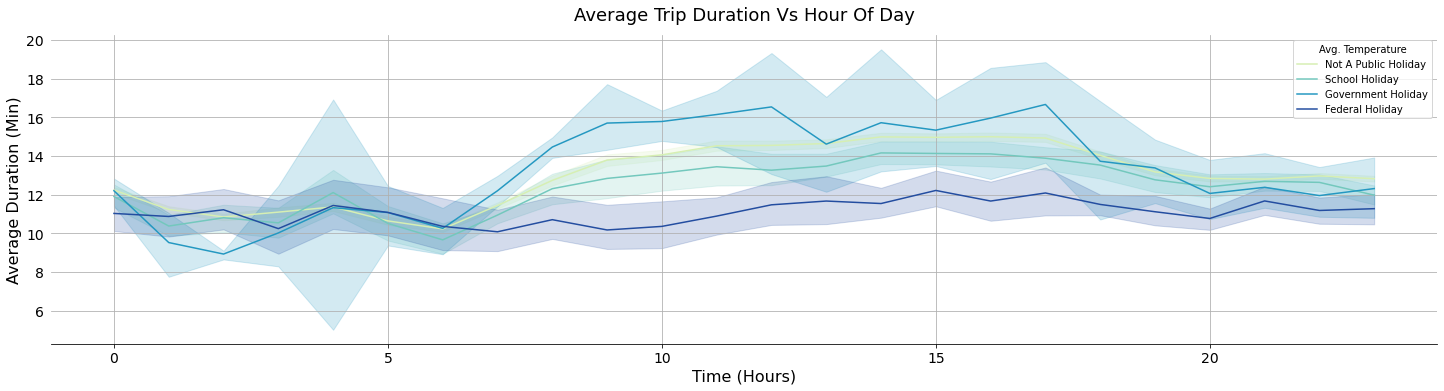 Average Trip Duration Vs Hour Of Day
Average Duration (Min)
20
18
16
14
12
10
8
6
0
5
10
15
20
Time (Hours)
Avg. Temperature
Not A Public Holiday
School Holiday
Government Holiday
Federal Holiday